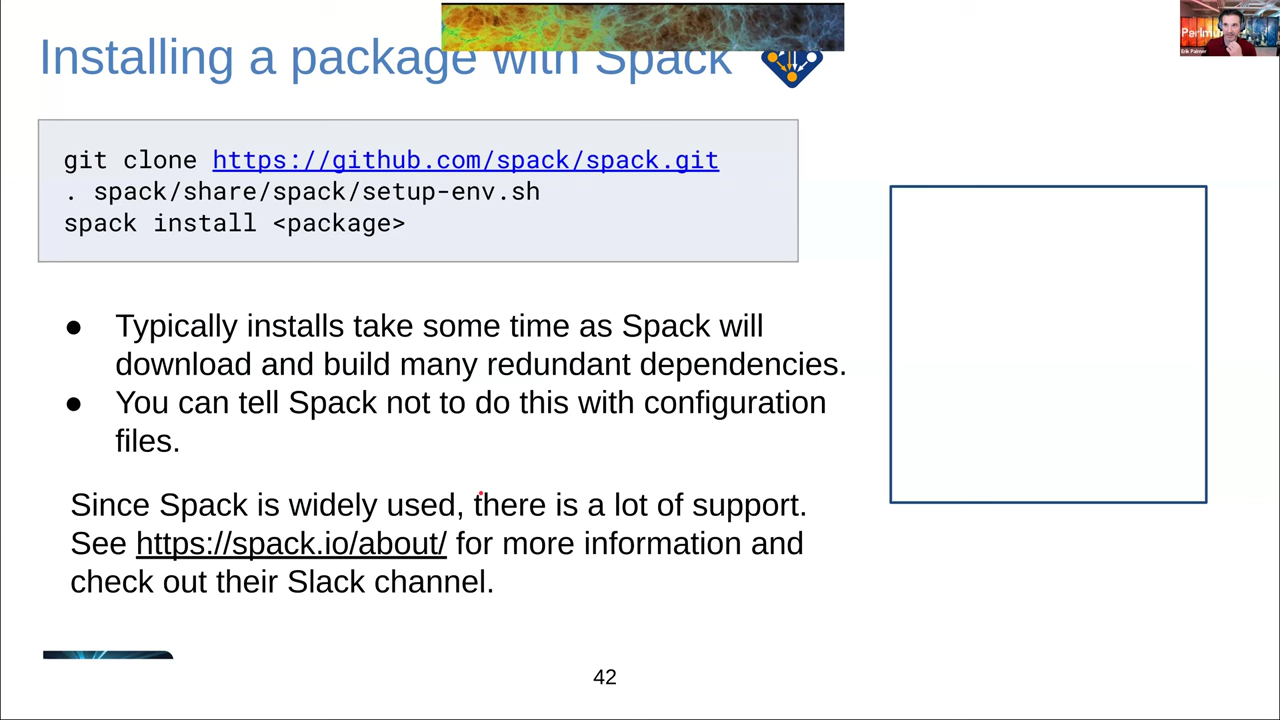 Installing a package with Spack
git clone https://github.com/spack/spack.git
. spack/share/spack/setup-env.sh
spack install <package>
● Typically installs take some time as Spack will
download and build many redundant dependencies.
● You can tell Spack not to do this with configuration
files.
Since Spack is widely used, there is a lot of support.
See https://spack.io/about/ for more information and
check out their Slack channel.
42
Erik Palmer